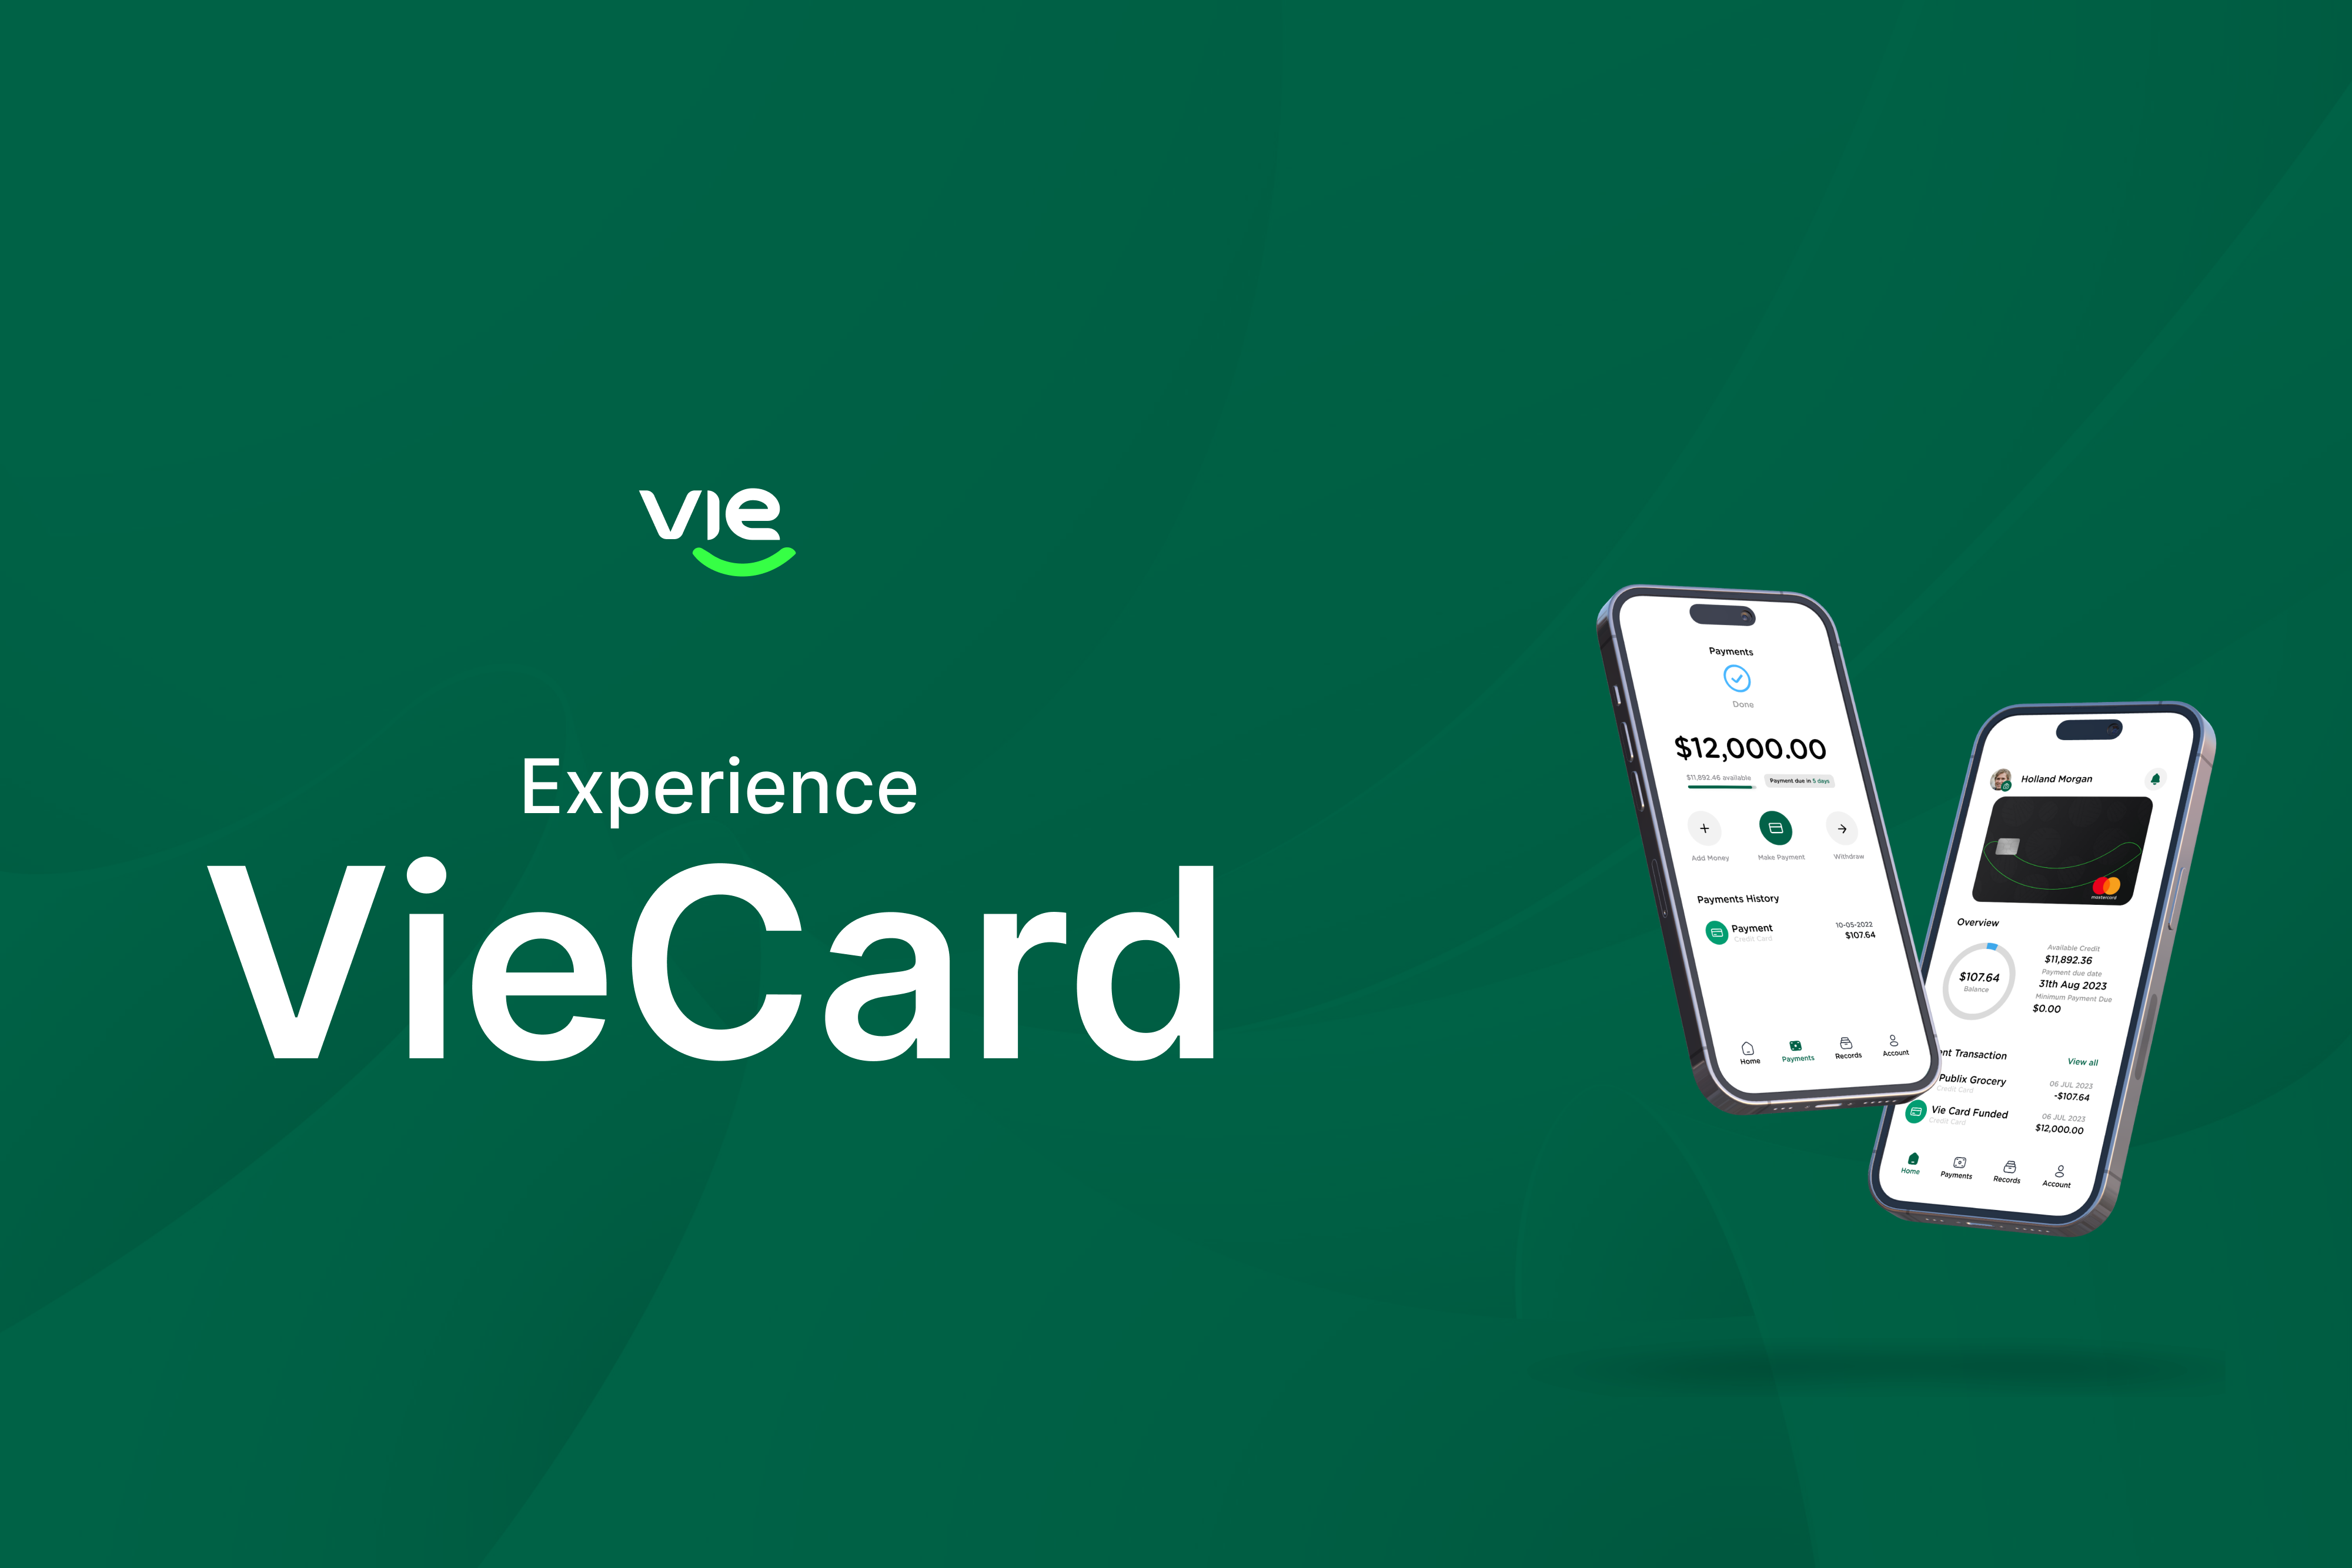 vie
Experience
VieCard
Payments
Done
$12,000.00
$11,892.46 available
Payment due in 5 days
Add Money
Make Payment
Withdraw
Payments History
Payment
10-05-2022
Credit Card
$107.64
Home
Payments
Records
Account
Holland Morgan
mastercard
Overview
$107.64
Balance
Available Credit
$11,892.36
Payment due date
31th Aug 2023
Minimum Payment Due
$0.00
nt Transaction
View all
Publix Grocery
06 JUL 2023
Credit Card
-$107.64
Vie Card Funded
06 JUL 2023
Credit Card
$12,000.00
Home
Payments
Records
Account